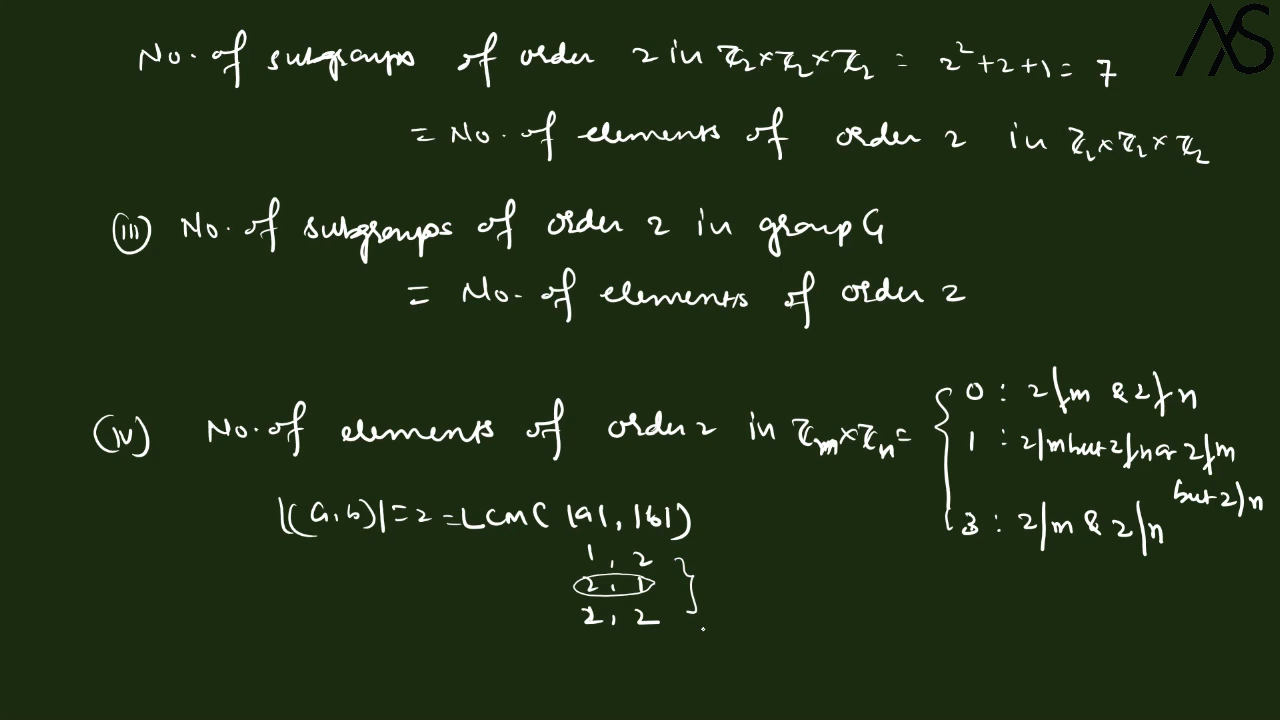 AS
No. of subgroups of order 2 in ℤ₂×ℤ₂×ℤ₂ = 2²+2+1 = 7
= No. of elements of order 2 in ℤ₂×ℤ₂×ℤ₂
(iii) No. of subgroups of order 2 in group G
= No. of elements of order 2
(iv) No. of elements of order 2 in ℤₘ×ℤₙ = { 0 : 2∤m & 2∤n
1 : 2|m but 2∤n or 2∤m
but 2|n
3 : 2|m & 2|n
|(a,b)| = 2 = LCM( |a|, |b|)
1, 2
2, 1 }
2, 2